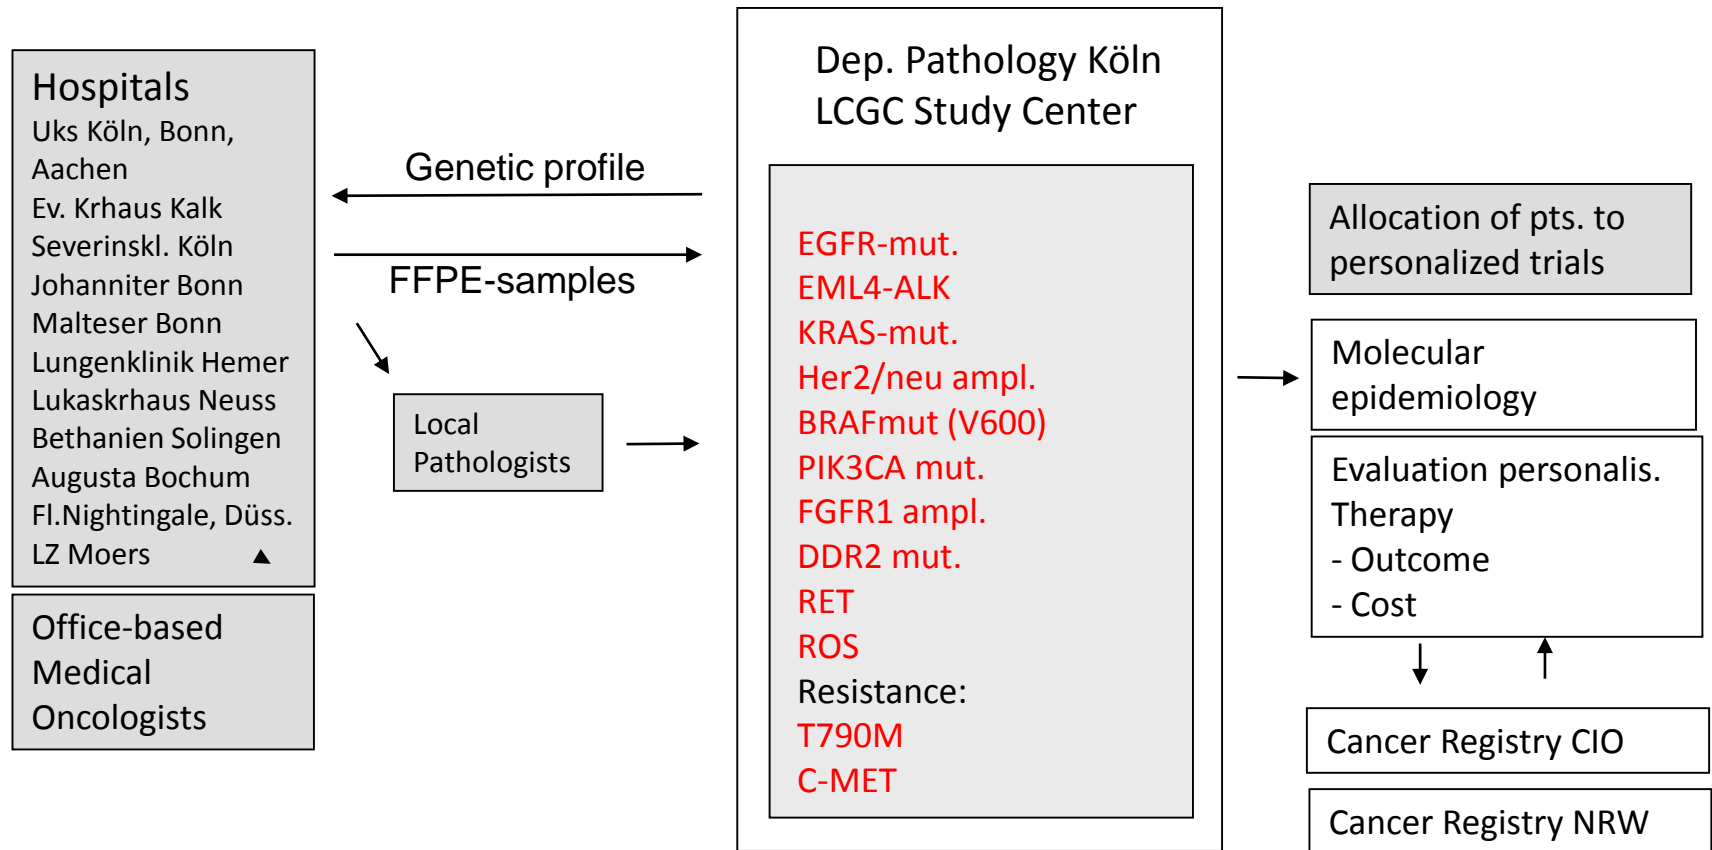 Hospitals
Uks Köln, Bonn,
Aachen
Ev. Krhaus Kalk
Severinskl. Köln
Johanniter Bonn
Malteser Bonn
Lungenklinik Hemer
Lukaskrhaus Neuss
Bethanien Solingen
Augusta Bochum
Fl.Nightingale, Düss.
LZ Moers
Office-based
Medical
Oncologists
Genetic profile
FFPE-samples
Local
Pathologists
Dep. Pathology Köln
LCGC Study Center
EGFR-mut.
EML4-ALK
KRAS-mut.
Her2/neu ampl.
BRAFmut (V600)
PIK3CA mut.
FGFR1 ampl.
DDR2 mut.
RET
ROS
Resistance:
T790M
C-MET
Allocation of pts. to
personalized trials
Molecular
epidemiology
Evaluation personalis.
Therapy
- Outcome
- Cost
Cancer Registry CIO
Cancer Registry NRW